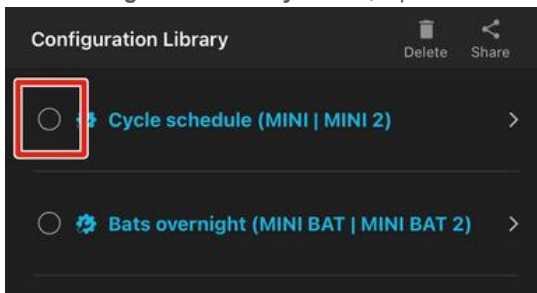 Configuration Library
Delete Share
Cycle schedule (MINI | MINI 2)
Bats overnight (MINI BAT | MINI BAT 2)